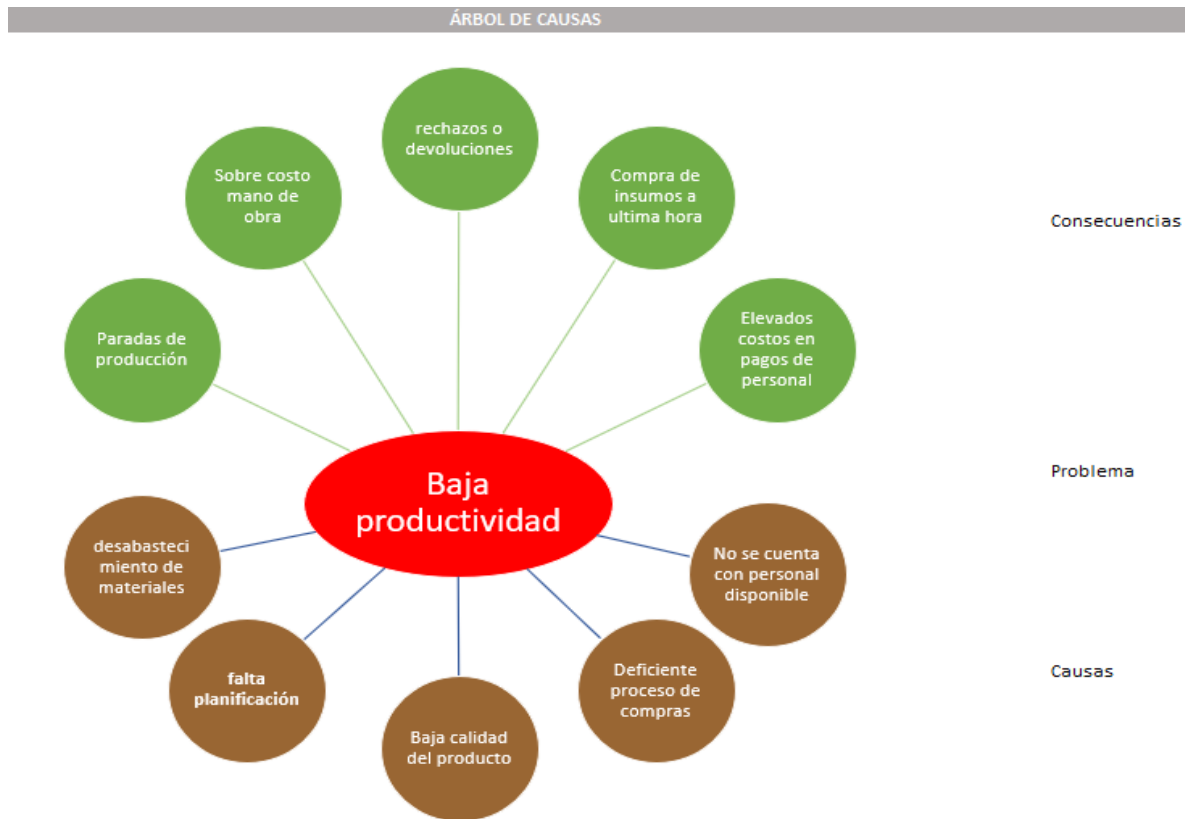 ÁRBOL DE CAUSAS
rechazos o
devoluciones
Sobre costo
mano de
obra
Compra de
insumos a
ultima hora
Consecuencias
Paradas de
producción
Elevados
costos en
pagos de
personal
Baja
productividad
Problema
desabasteci
miento de
materiales
No se cuenta
con personal
disponible
falta
planificación
Baja calidad
del producto
Deficiente
proceso de
compras
Causas